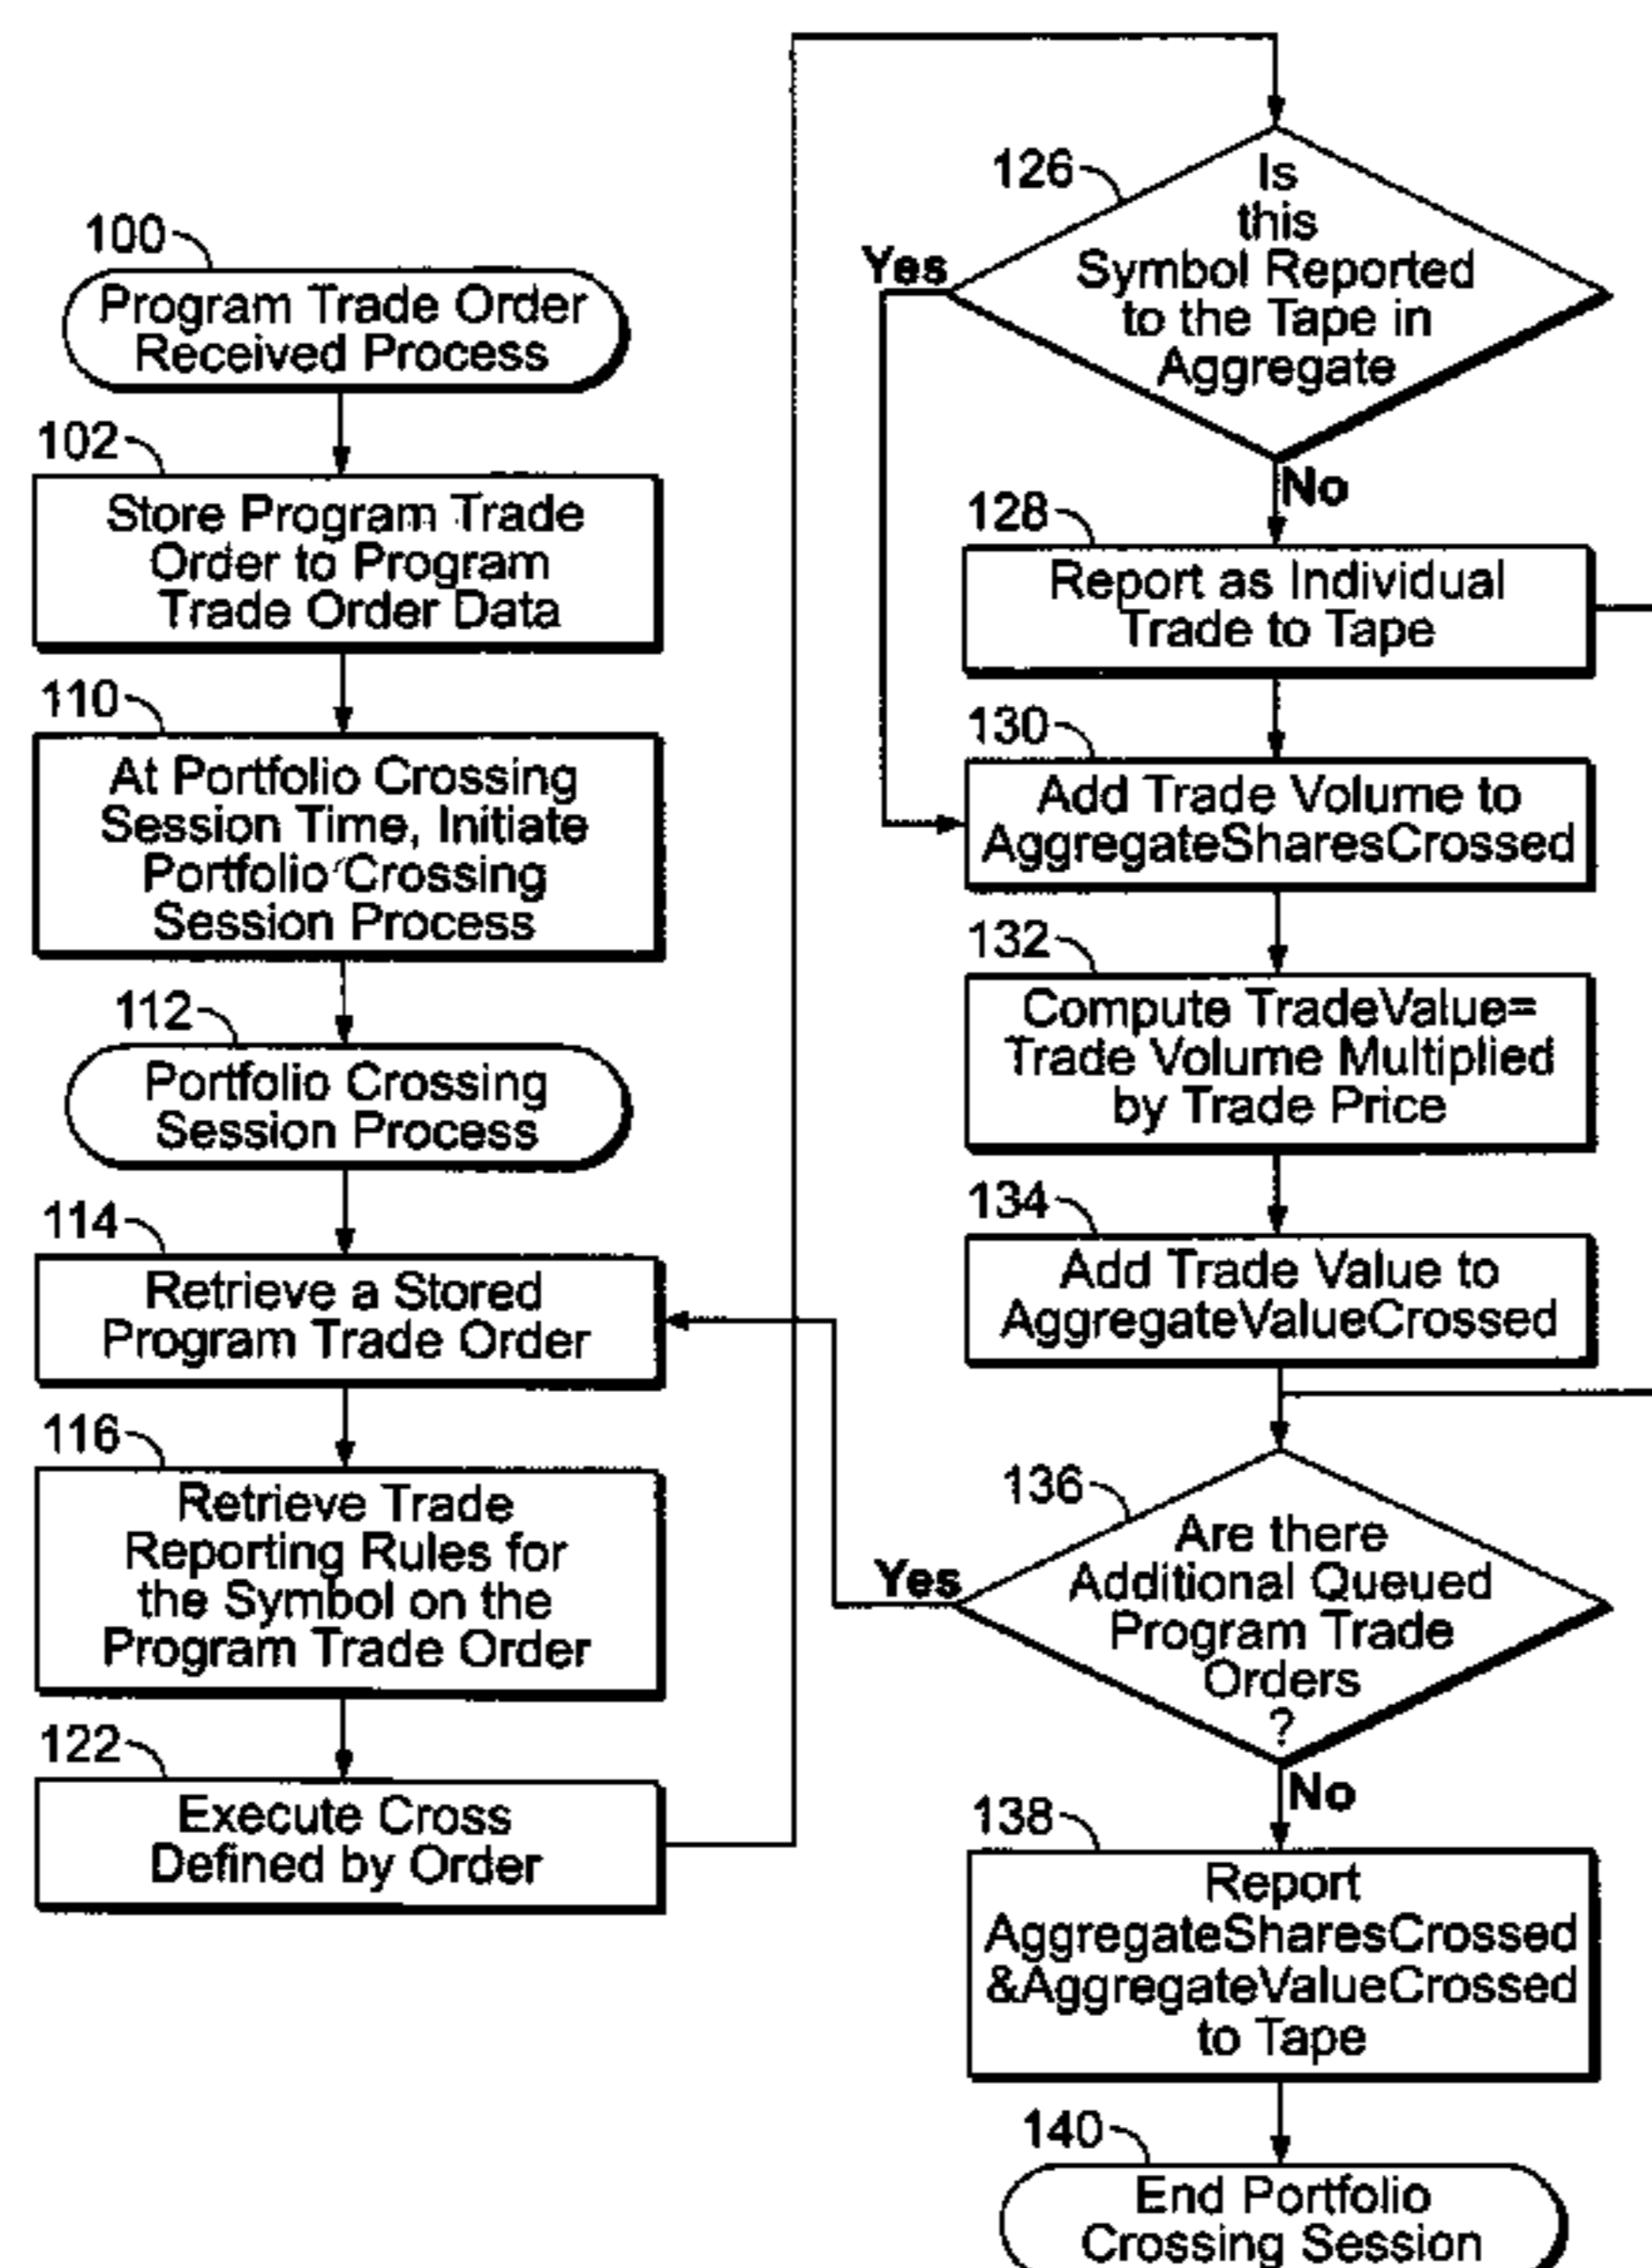 100
Program Trade Order
Received Process
102
Store Program Trade
Order to Program
Trade Order Data
110
At Portfolio Crossing
Session Time, Initiate
Portfolio Crossing
Session Process
112
Portfolio Crossing
Session Process
114
Retrieve a Stored
Program Trade Order
116
Retrieve Trade
Reporting Rules for
the Symbol on the
Program Trade Order
122
Execute Cross
Defined by Order
126
Is
this
Symbol Reported
to the Tape in
Aggregate
Yes
No
128
Report as Individual
Trade to Tape
130
Add Trade Volume to
AggregateSharesCrossed
132
Compute TradeValue=
Trade Volume Multiplied
by Trade Price
134
Add Trade Value to
AggregateValueCrossed
136
Are there
Additional Queued
Program Trade
Orders
?
Yes
No
138
Report
AggregateSharesCrossed
&AggregateValueCrossed
to Tape
140
End Portfolio
Crossing Session